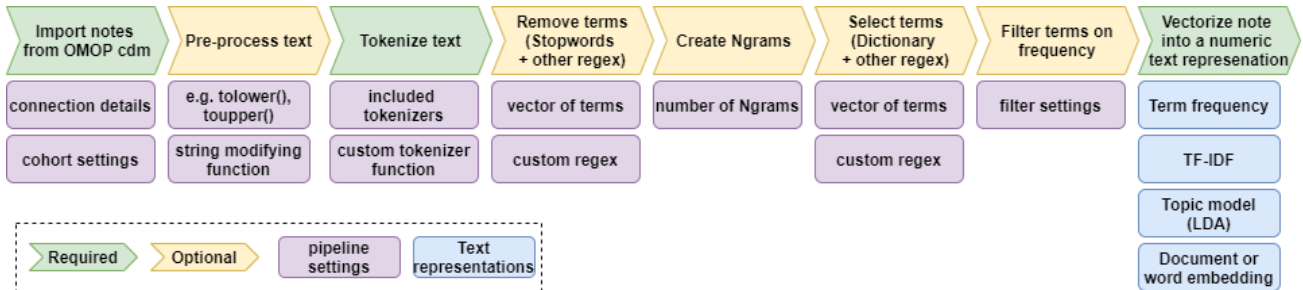 Import notes
from OMOP cdm
Pre-process text
Tokenize text
Remove terms
(Stopwords
+ other regex)
Create Ngrams
Select terms
(Dictionary
+ other regex)
Filter terms on
frequency
Vectorize note
into a numeric
text represenation
connection details
e.g. tolower(),
toupper()
included
tokenizers
vector of terms
number of Ngrams
vector of terms
filter settings
Term frequency
cohort settings
string modifying
function
custom tokenizer
function
custom regex
custom regex
TF-IDF
Topic model
(LDA)
Document or
word embedding
Required
Optional
pipeline
settings
Text
representations